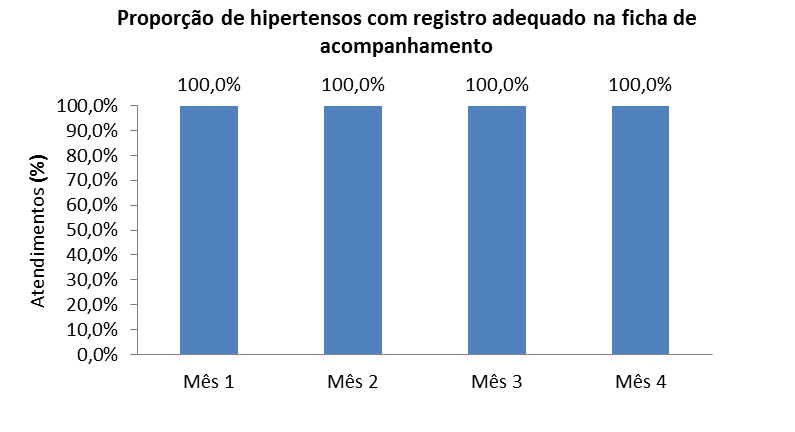 Proporção de hipertensos com registro adequado na ficha de
acompanhamento
100,0% 100,0% 100,0% 100,0%
Atendimentos (%)
100,0%
90,0%
80,0%
70,0%
60,0%
50,0%
40,0%
30,0%
20,0%
10,0%
0,0%
Mês 1 Mês 2 Mês 3 Mês 4